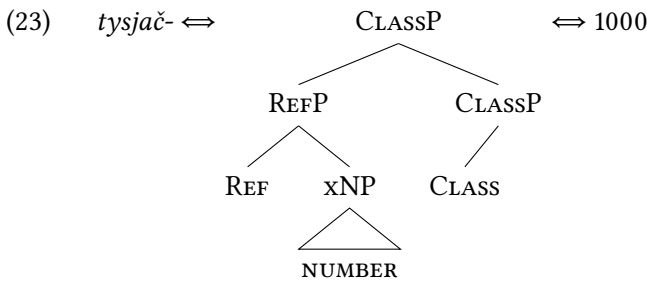 (23) tysjač- ⇔ ClassP ⇔ 1000
RefP ClassP
Ref xNP Class
number